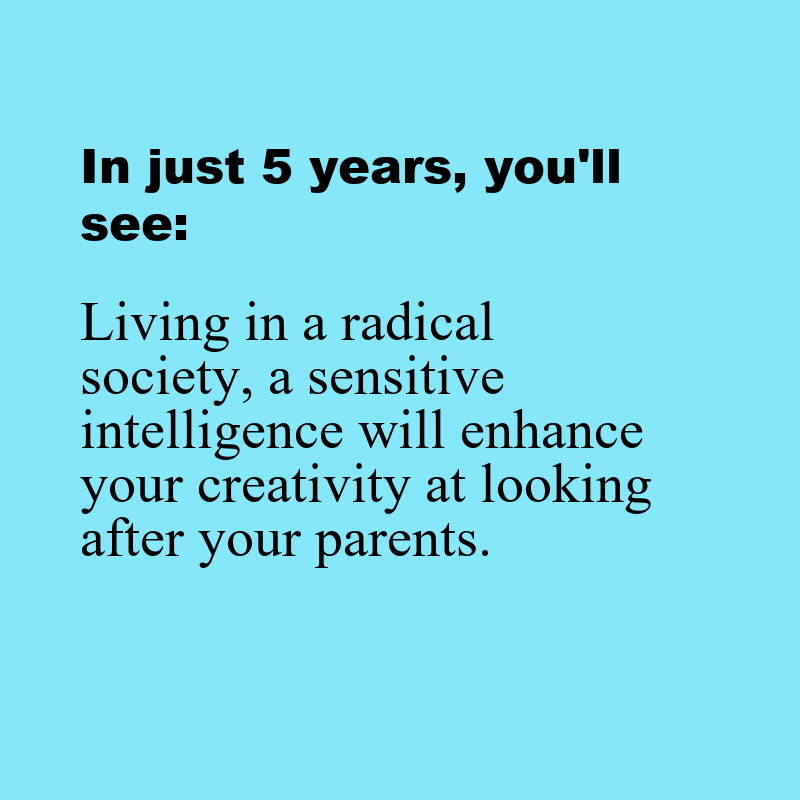 In just 5 years, you'll
see:
Living in a radical
society, a sensitive
intelligence will enhance
your creativity at looking
after your parents.